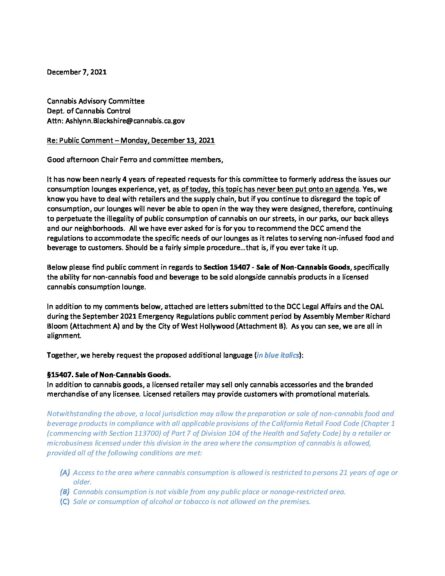 December 7, 2021
Cannabis Advisory Committee
Dept. of Cannabis Control
Attn: Ashlynn.Blackshire@cannabis.ca.gov
Re: Public Comment – Monday, December 13, 2021
Good afternoon Chair Ferro and committee members,
It has now been nearly 4 years of repeated requests for this committee to formerly address the issues our
consumption lounges experience, yet, as of today, this topic has never been put onto an agenda. Yes, we
know you have to deal with retailers and the supply chain, but if you continue to disregard the topic of
consumption, our lounges will never be able to open in the way they were designed, therefore, continuing
to perpetuate the illegality of public consumption of cannabis on our streets, in our parks, our back alleys
and our neighborhoods. All we have ever asked is for you to recommend the DCC amend the
regulations to accommodate the specific needs of our lounges as it relates to serving non-infused food and
beverage to customers. Should be a fairly simple procedure…that is, if you ever take it up.
Below please find public comment in regards to Section 15407 - Sale of Non-Cannabis Goods, specifically
the ability for non-cannabis food and beverage to be sold alongside cannabis products in a licensed
cannabis consumption lounge.
In addition to my comments below, attached are letters submitted to the DCC Legal Affairs and the OAL
during the September 2021 Emergency Regulations public comment period by Assembly Member Richard
Bloom (Attachment A) and by the City of West Hollywood (Attachment B). As you can see, we are all in
alignment.
Together, we hereby request the proposed additional language (in blue italics):
§15407. Sale of Non-Cannabis Goods.
In addition to cannabis goods, a licensed retailer may sell only cannabis accessories and the branded
merchandise of any licensee. Licensed retailers may provide customers with promotional materials.
Notwithstanding the above, a local jurisdiction may allow the preparation or sale of non-cannabis food and
beverage products in compliance with all applicable provisions of the California Retail Food Code (Chapter 1
(commencing with Section 113700) of Part 7 of Division 104 of the Health and Safety Code) by a retailer or
microbusiness licensed under this division in the area where the consumption of cannabis is allowed,
provided all of the following conditions are met:
(A) Access to the area where cannabis consumption is allowed is restricted to persons 21 years of age or
older.
(B) Cannabis consumption is not visible from any public place or nonage-restricted area.
(C) Sale or consumption of alcohol or tobacco is not allowed on the premises.